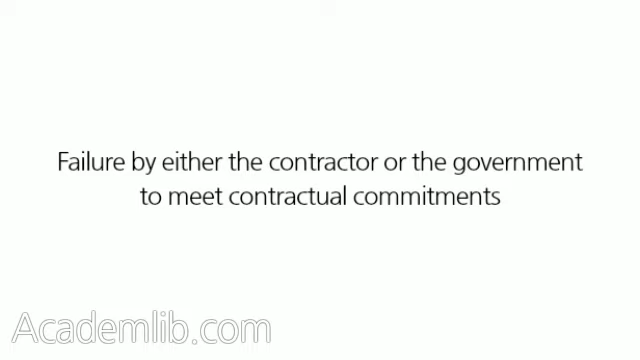 Failure by either the contractor or the government
to meet contractual commitments
Academlib.com